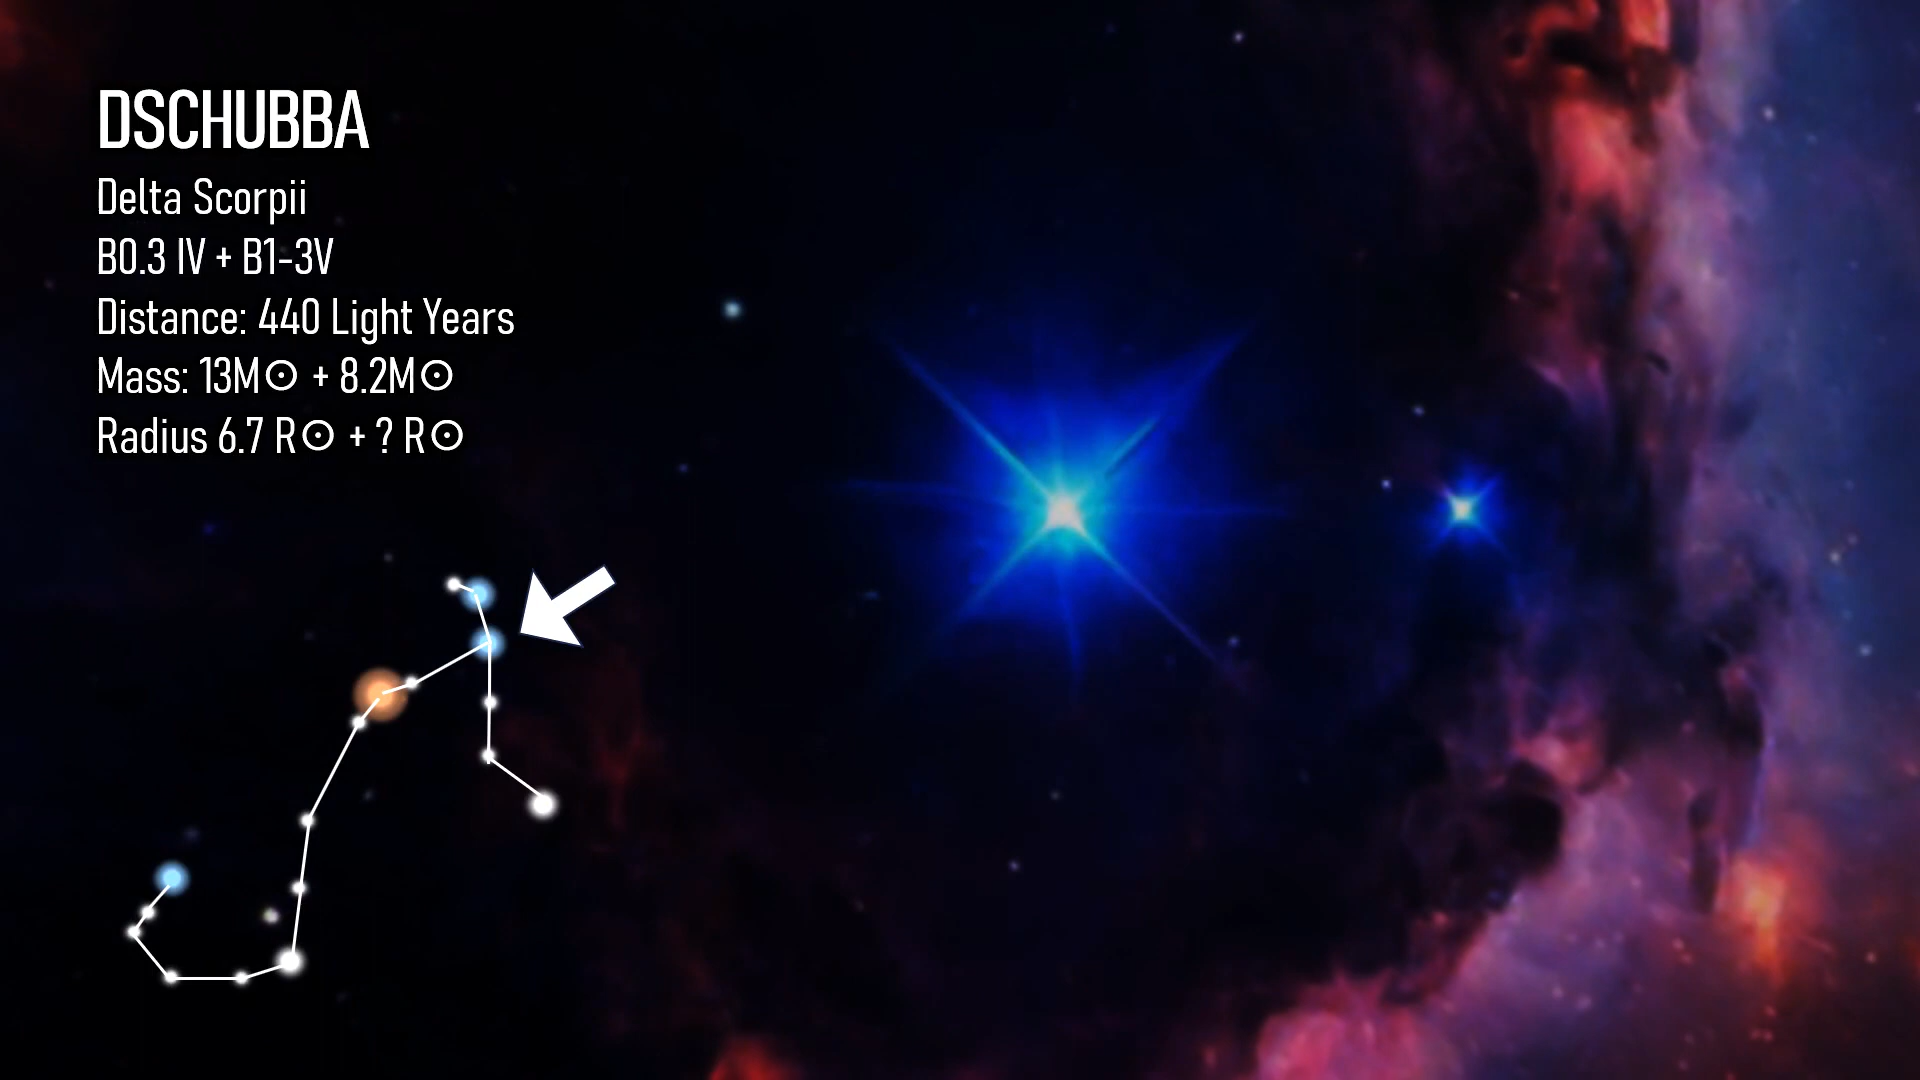 DSCHUBBA
Delta Scorpii
B0.3 IV + B1-3V
Distance: 440 Light Years
Mass: 13M☉ + 8.2M☉
Radius 6.7 R☉ + ? R☉